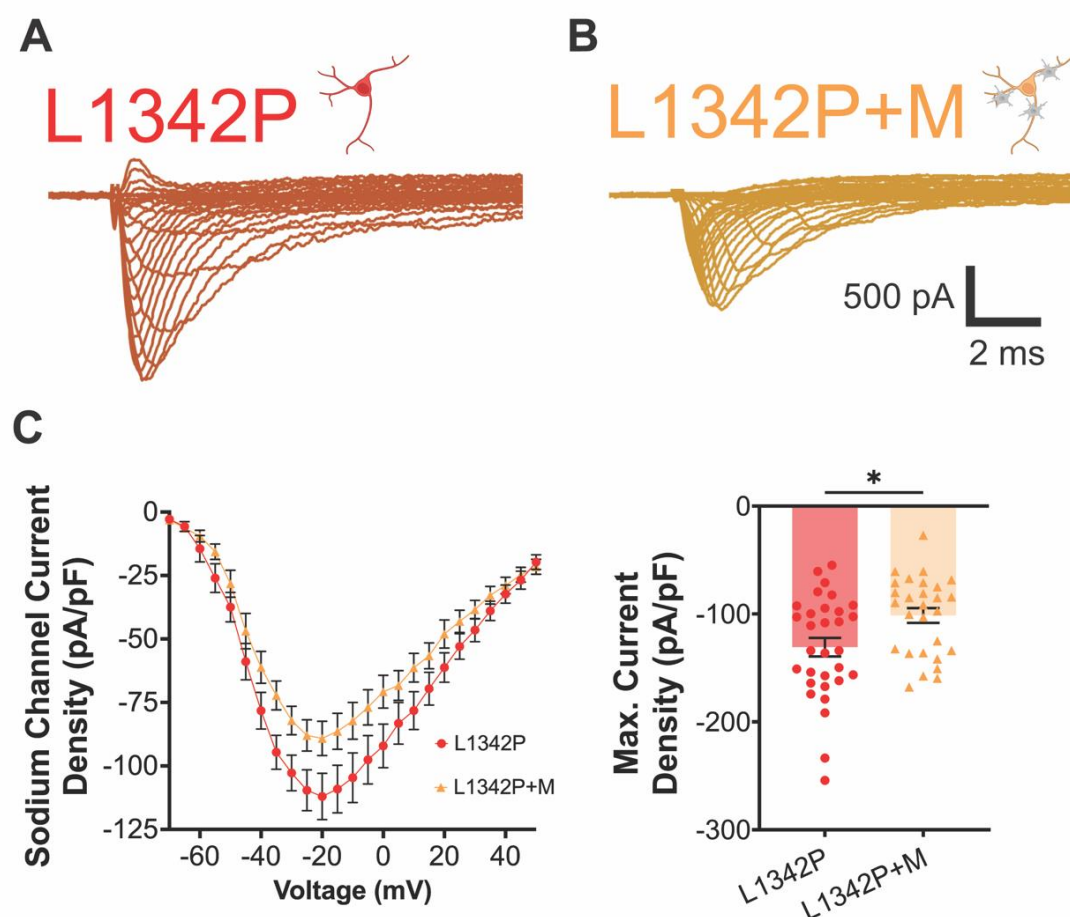 A
B
L1342P
L1342P+M
500 pA
2 ms
C
Sodium Channel Current
Density (pA/pF)
0
-25
-50
-75
-100
-125
-60
-40
-20
0
20
40
Voltage (mV)
L1342P
L1342P+M
*
Max. Current
Density (pA/pF)
0
-100
-200
-300
L1342P
L1342P+M